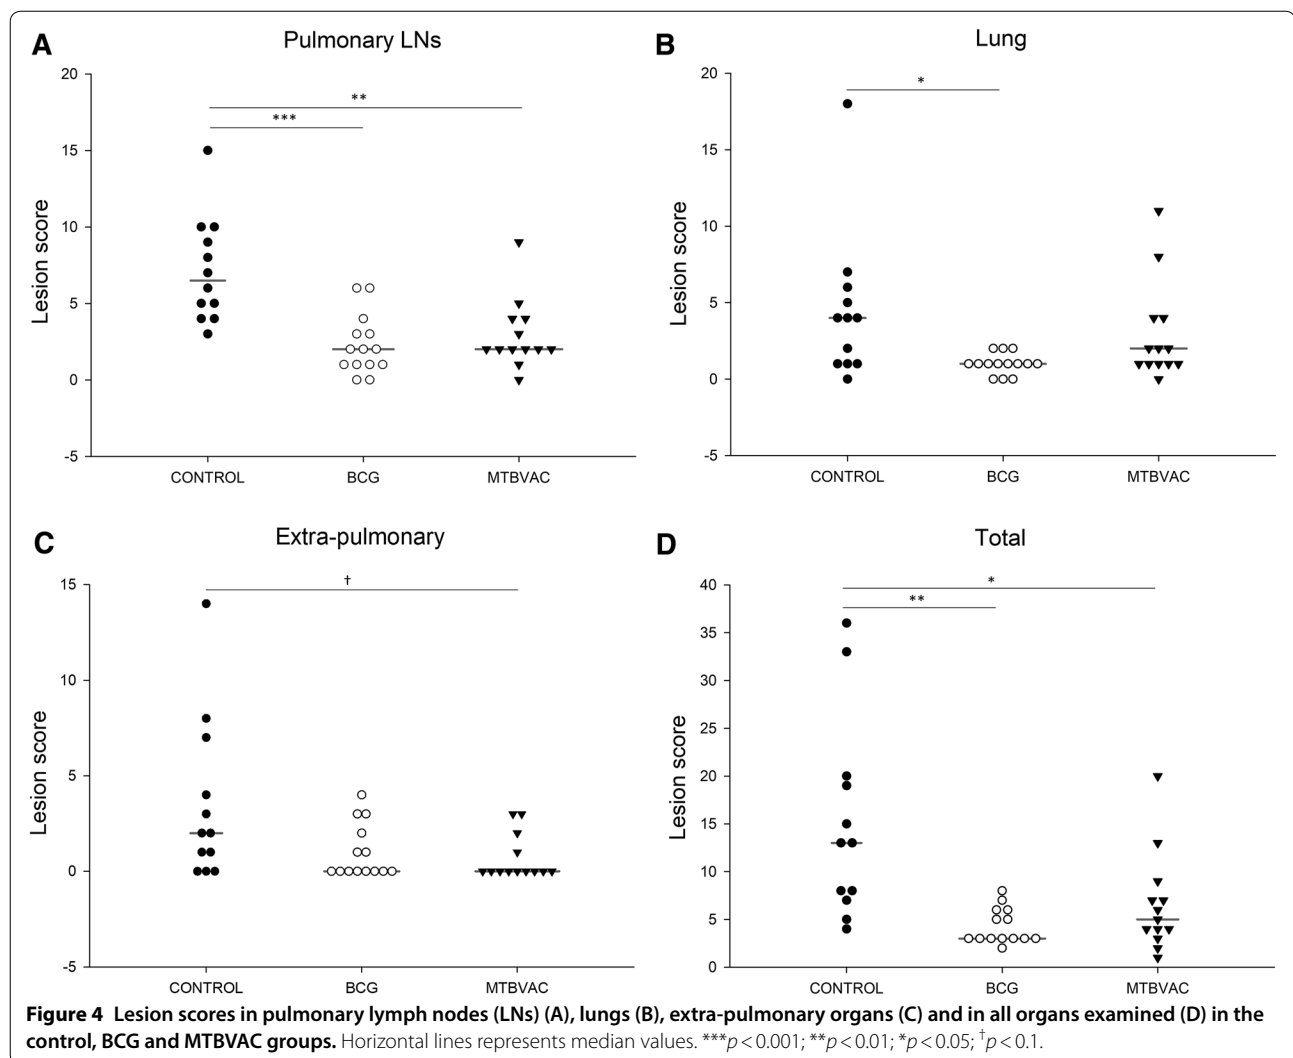 A
Pulmonary LNs
20
15
10
5
0
-5
Lesion score
**
***
CONTROL BCG MTBVAC
B
Lung
20
15
10
5
0
-5
Lesion score
*
CONTROL BCG MTBVAC
C
Extra-pulmonary
15
10
5
0
-5
Lesion score
†
CONTROL BCG MTBVAC
D
Total
40
35
30
25
20
15
10
5
0
Lesion score
*
**
CONTROL BCG MTBVAC
Figure 4 Lesion scores in pulmonary lymph nodes (LNs) (A), lungs (B), extra-pulmonary organs (C) and in all organs examined (D) in the
control, BCG and MTBVAC groups. Horizontal lines represents median values. ***p < 0.001; **p < 0.01; *p < 0.05; †p < 0.1.